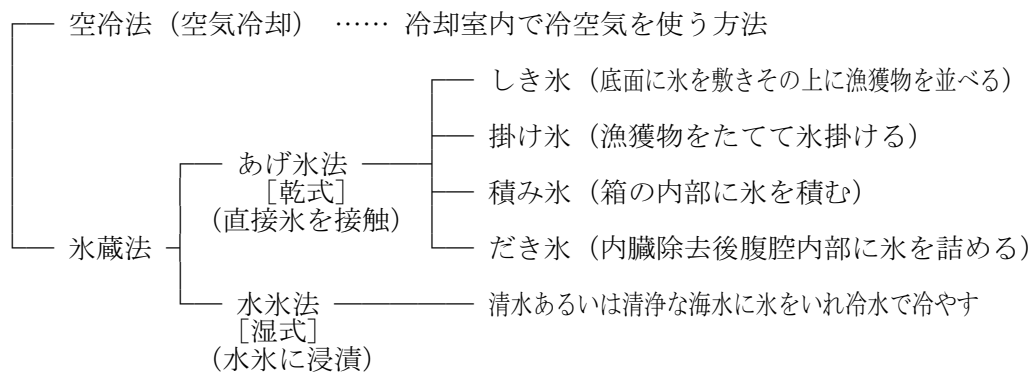 空冷法（空気冷却） …… 冷却室内で冷空気を使う方法
しき氷（底面に氷を敷きその上に漁獲物を並べる）
掛け氷（漁獲物をたてて氷掛ける）
あげ氷法
［乾式］
（直接氷を接触）
積み氷（箱の内部に氷を積む）
氷蔵法
だき氷（内臓除去後腹腔内部に氷を詰める）
水氷法
［湿式］
（水氷に浸漬）
清水あるいは清浄な海水に氷をいれ冷水で冷やす